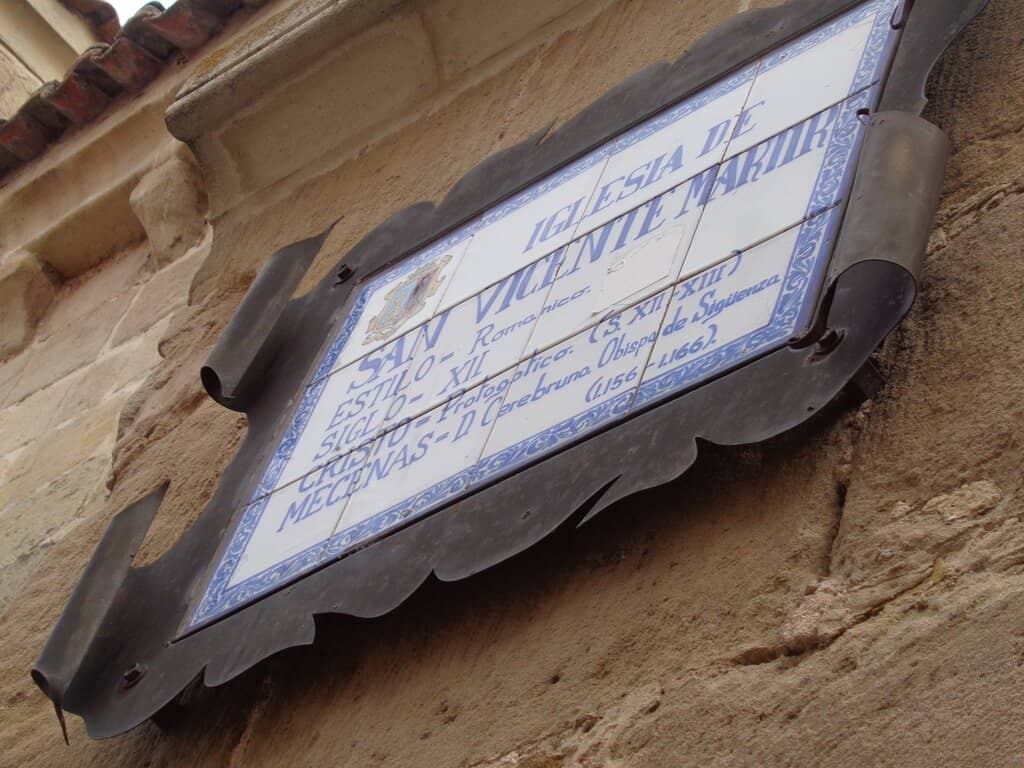 IGLESIA DE
SAN VICENTE MARTIR
ESTILO - Romanico.
SIGLO - XII
CRISTO - Protogotico. (S. XII - XIII)
MECENAS - D Cerebruno. Obispo de Sigüenza.
(1.156 - 1.166).